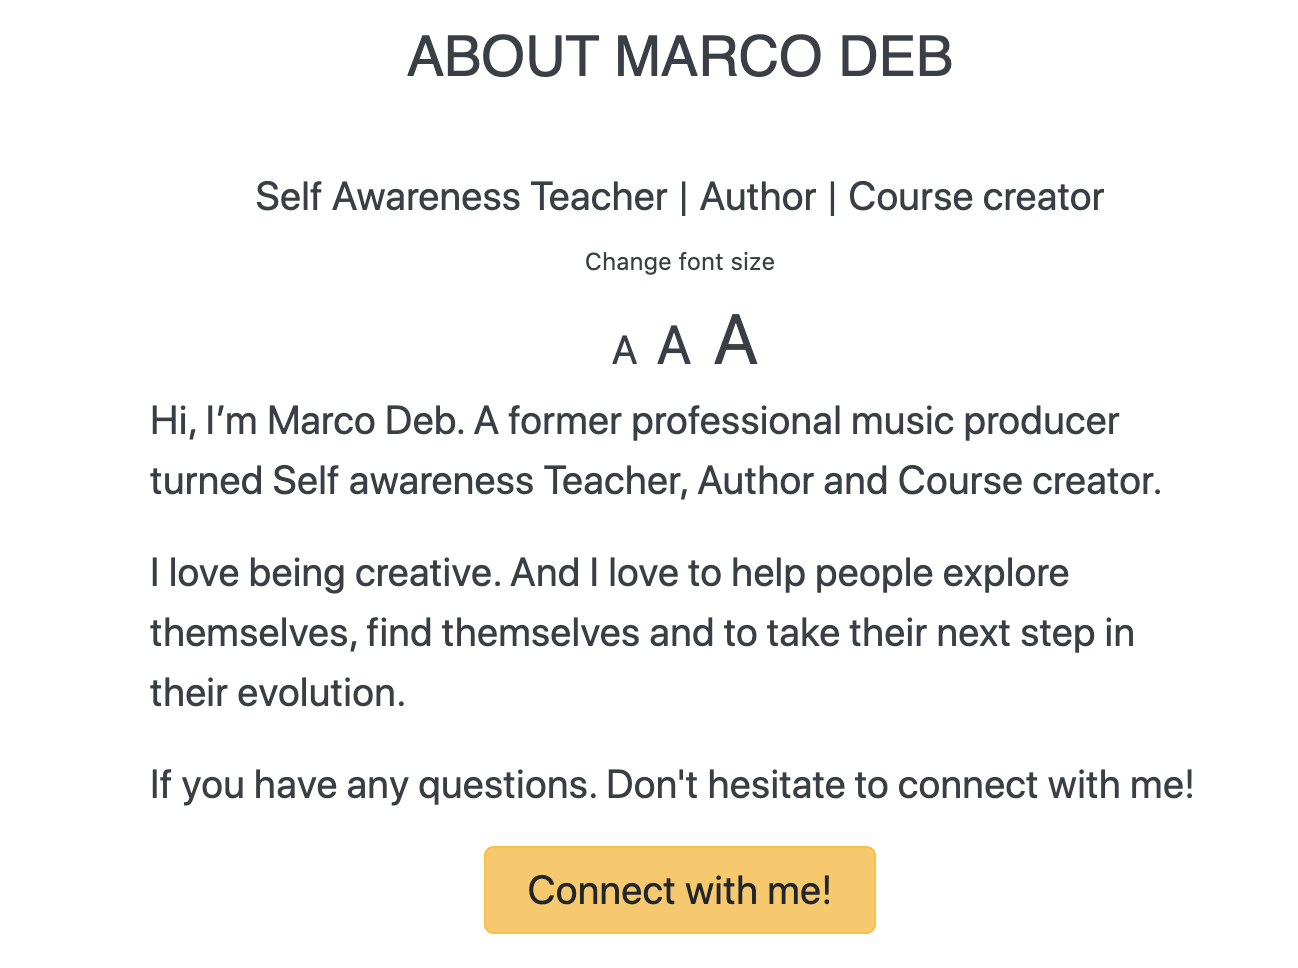 ABOUT MARCO DEB
Self Awareness Teacher | Author | Course creator
Change font size
A A A
Hi, I’m Marco Deb. A former professional music producer
turned Self awareness Teacher, Author and Course creator.
I love being creative. And I love to help people explore
themselves, find themselves and to take their next step in
their evolution.
If you have any questions. Don't hesitate to connect with me!
Connect with me!